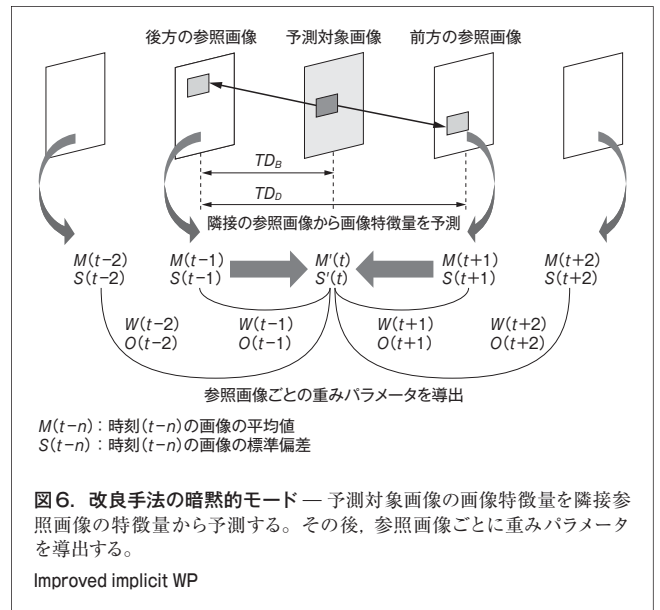 後方の参照画像 予測対象画像 前方の参照画像
TD_B
TD_D
隣接の参照画像から画像特徴量を予測
M(t−2) M(t−1) M′(t) M(t+1) M(t+2)
S(t−2) S(t−1) S′(t) S(t+1) S(t+2)
W(t−2) W(t−1) W(t+1) W(t+2)
O(t−2) O(t−1) O(t+1) O(t+2)
参照画像ごとの重みパラメータを導出
M(t−n)：時刻(t−n)の画像の平均値
S(t−n)：時刻(t−n)の画像の標準偏差
図6. 改良手法の暗黙的モード — 予測対象画像の画像特徴量を隣接参
照画像の特徴量から予測する。その後，参照画像ごとに重みパラメータ
を導出する。
Improved implicit WP